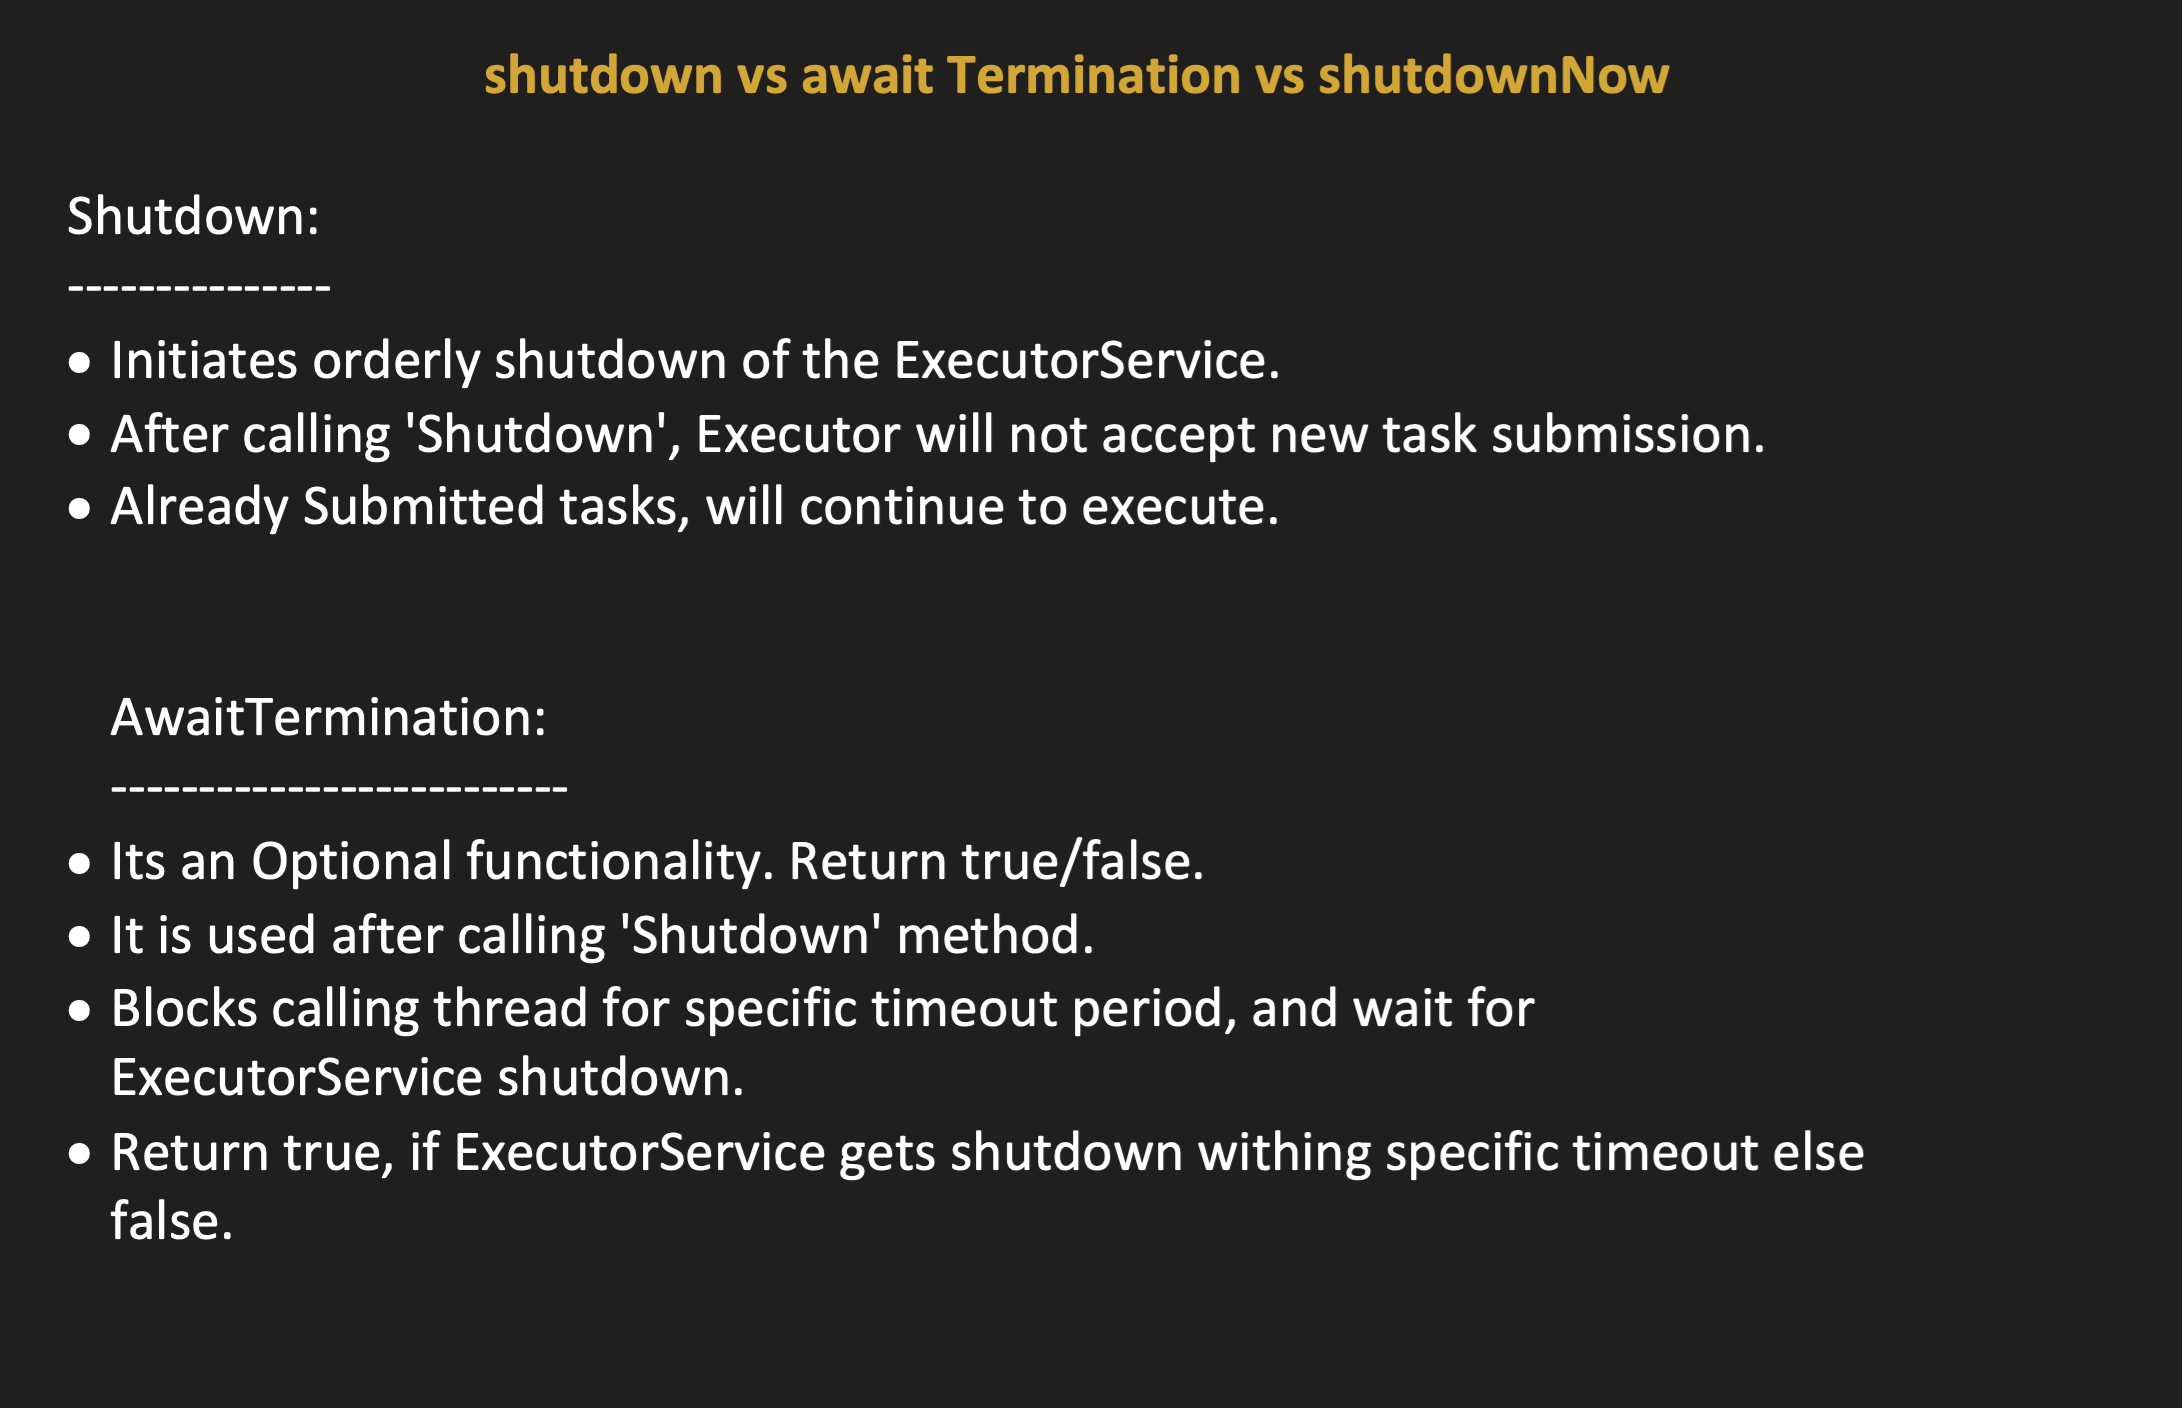 shutdown vs await Termination vs shutdownNow
Shutdown:
---------------
• Initiates orderly shutdown of the ExecutorService.
• After calling 'Shutdown', Executor will not accept new task submission.
• Already Submitted tasks, will continue to execute.
AwaitTermination:
--------------------------
• Its an Optional functionality. Return true/false.
• It is used after calling 'Shutdown' method.
• Blocks calling thread for specific timeout period, and wait for
ExecutorService shutdown.
• Return true, if ExecutorService gets shutdown withing specific timeout else
false.